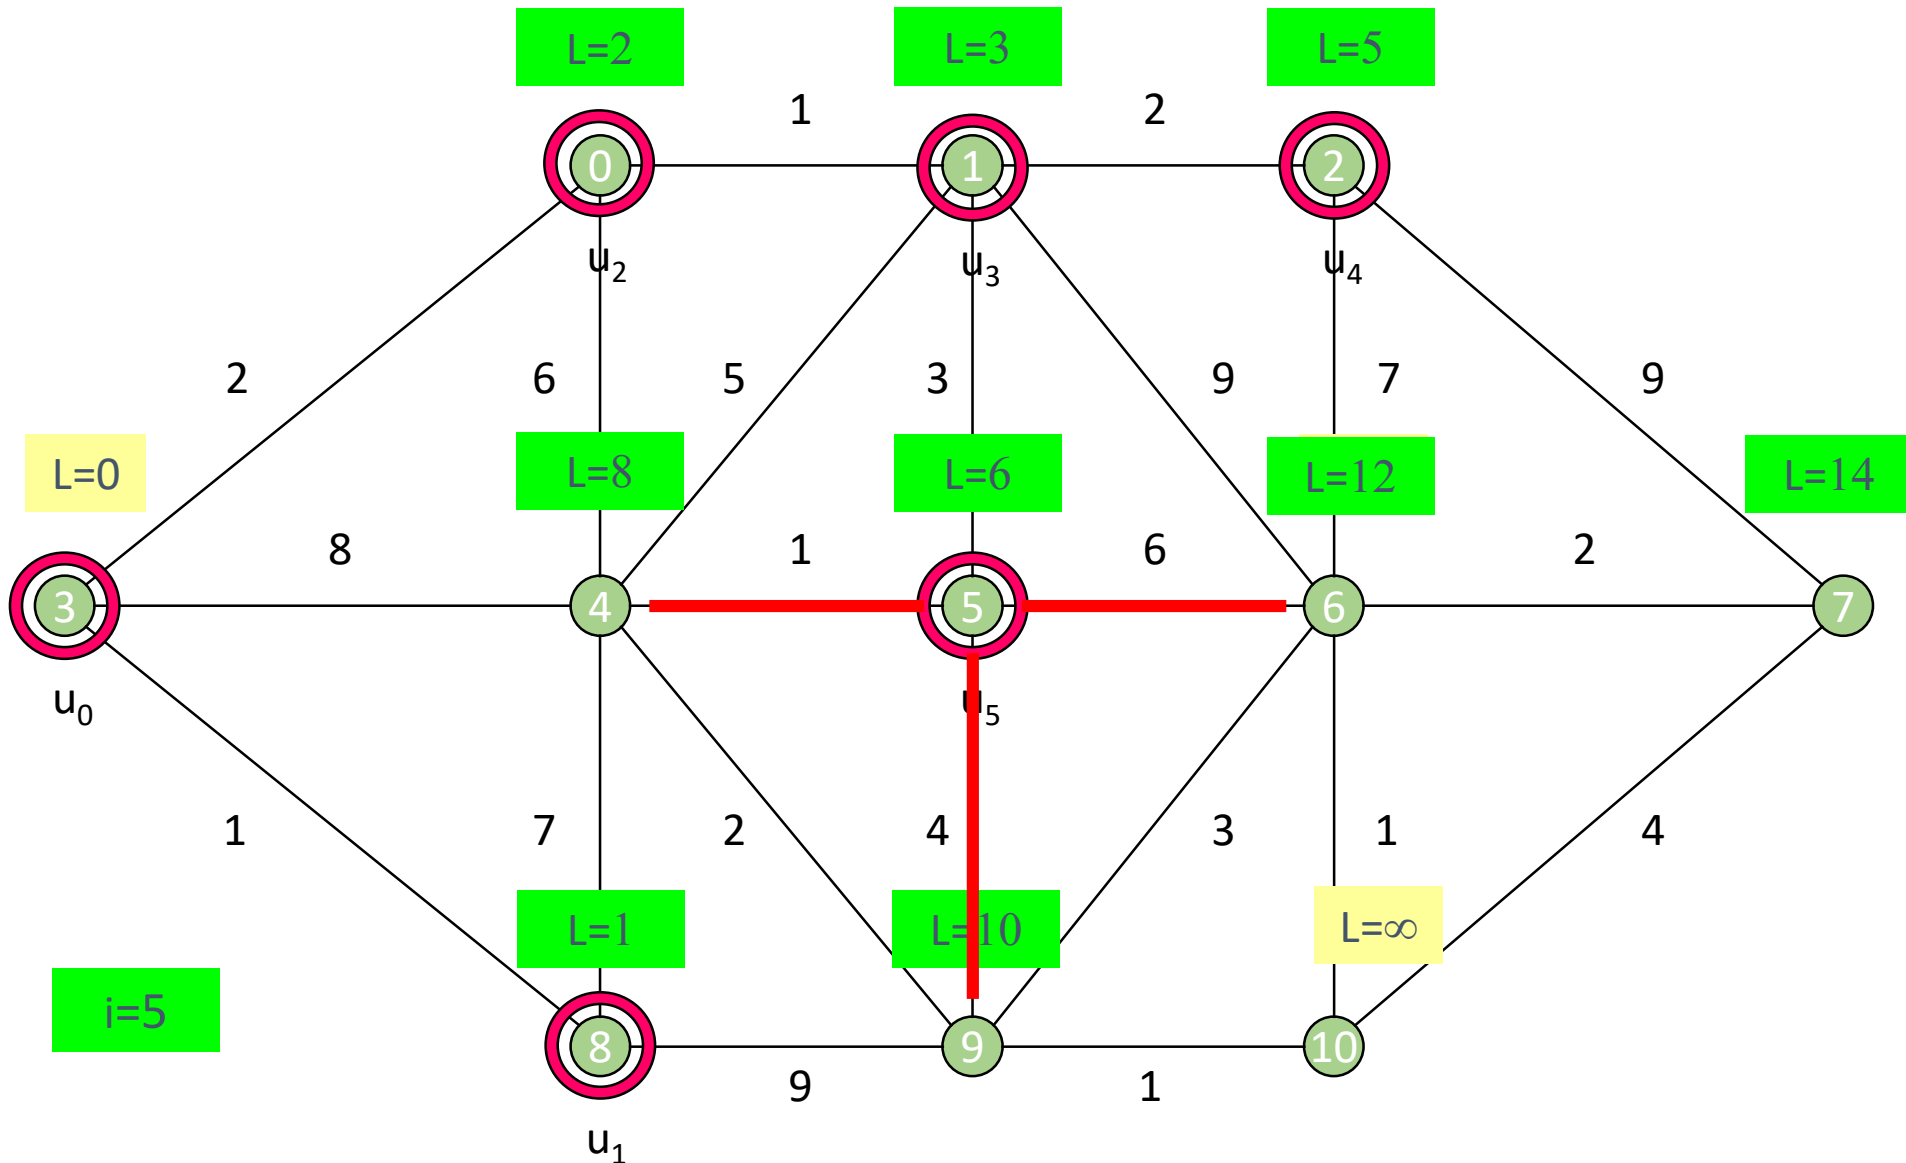 L=2 L=3 L=5
1 2
0 1 2
u2 u3 u4
2 6 5 3 9 7 9
L=0 L=8 L=6 L=12 L=14
8 1 6 2
3 4 5 6 7
u0 u5
1 7 2 4 3 1 4
L=1 L=10 L=∞
i=5
8 9 10
9 1
u1